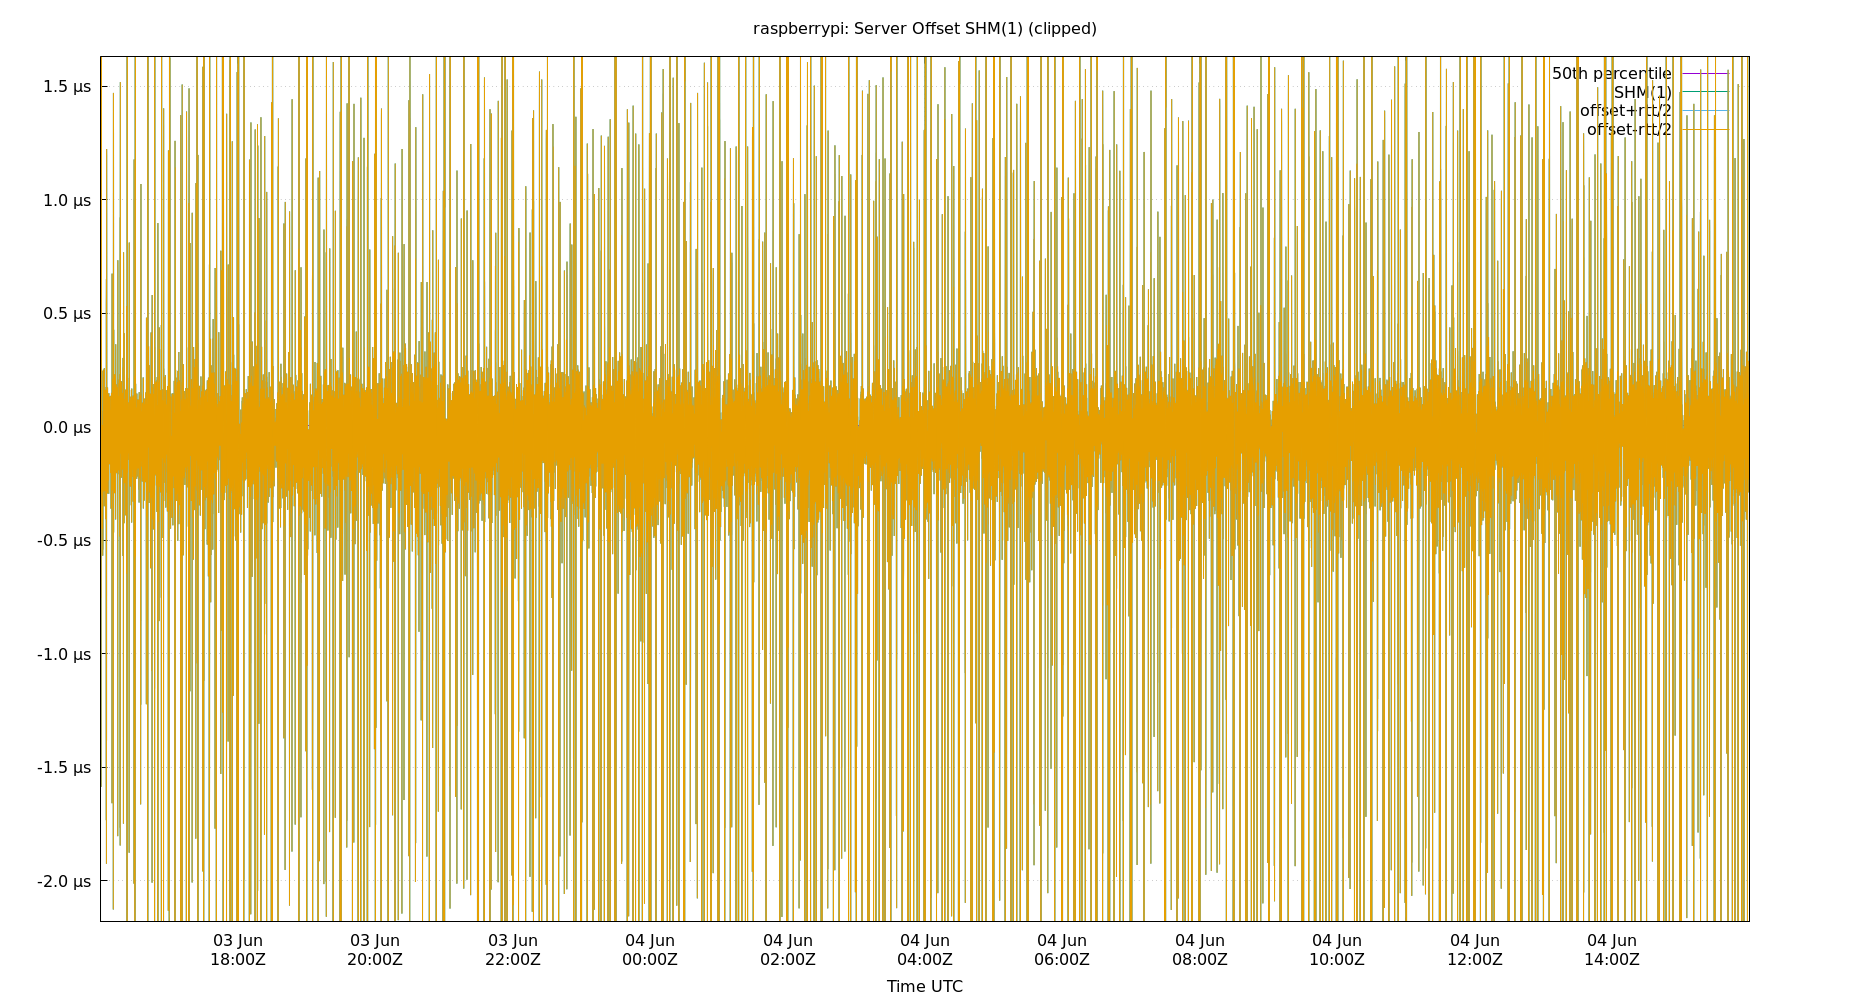 raspberrypi: Server Offset SHM(1) (clipped)
50th percentile
SHM(1)
offset+rtt/2
offset-rtt/2
1.5 µs
1.0 µs
0.5 µs
0.0 µs
-0.5 µs
-1.0 µs
-1.5 µs
-2.0 µs
03 Jun 03 Jun 03 Jun 04 Jun 04 Jun 04 Jun 04 Jun 04 Jun 04 Jun 04 Jun 04 Jun
18:00Z 20:00Z 22:00Z 00:00Z 02:00Z 04:00Z 06:00Z 08:00Z 10:00Z 12:00Z 14:00Z
Time UTC